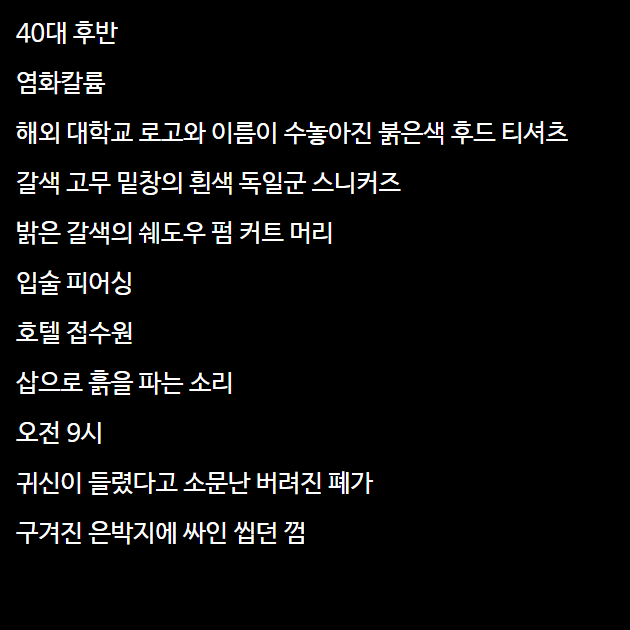 40대 후반
염화칼륨
해외 대학교 로고와 이름이 수놓아진 붉은색 후드 티셔츠
갈색 고무 밑창의 흰색 독일군 스니커즈
밝은 갈색의 쉐도우 펌 커트 머리
입술 피어싱
호텔 접수원
삽으로 흙을 파는 소리
오전 9시
귀신이 들렸다고 소문난 버려진 폐가
구겨진 은박지에 싸인 씹던 껌